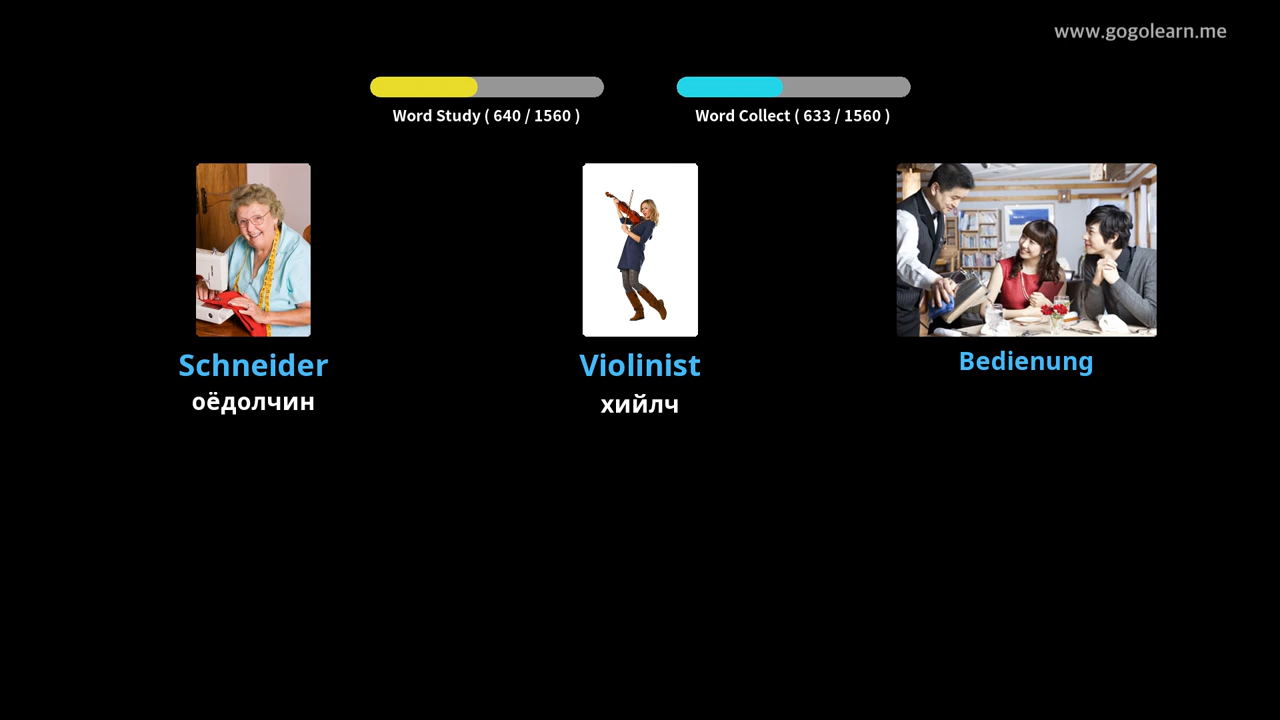 www.gogolearn.me
Word Study ( 640 / 1560 )
Word Collect ( 633 / 1560 )
Schneider
оёдолчин
Violinist
хийлч
Bedienung